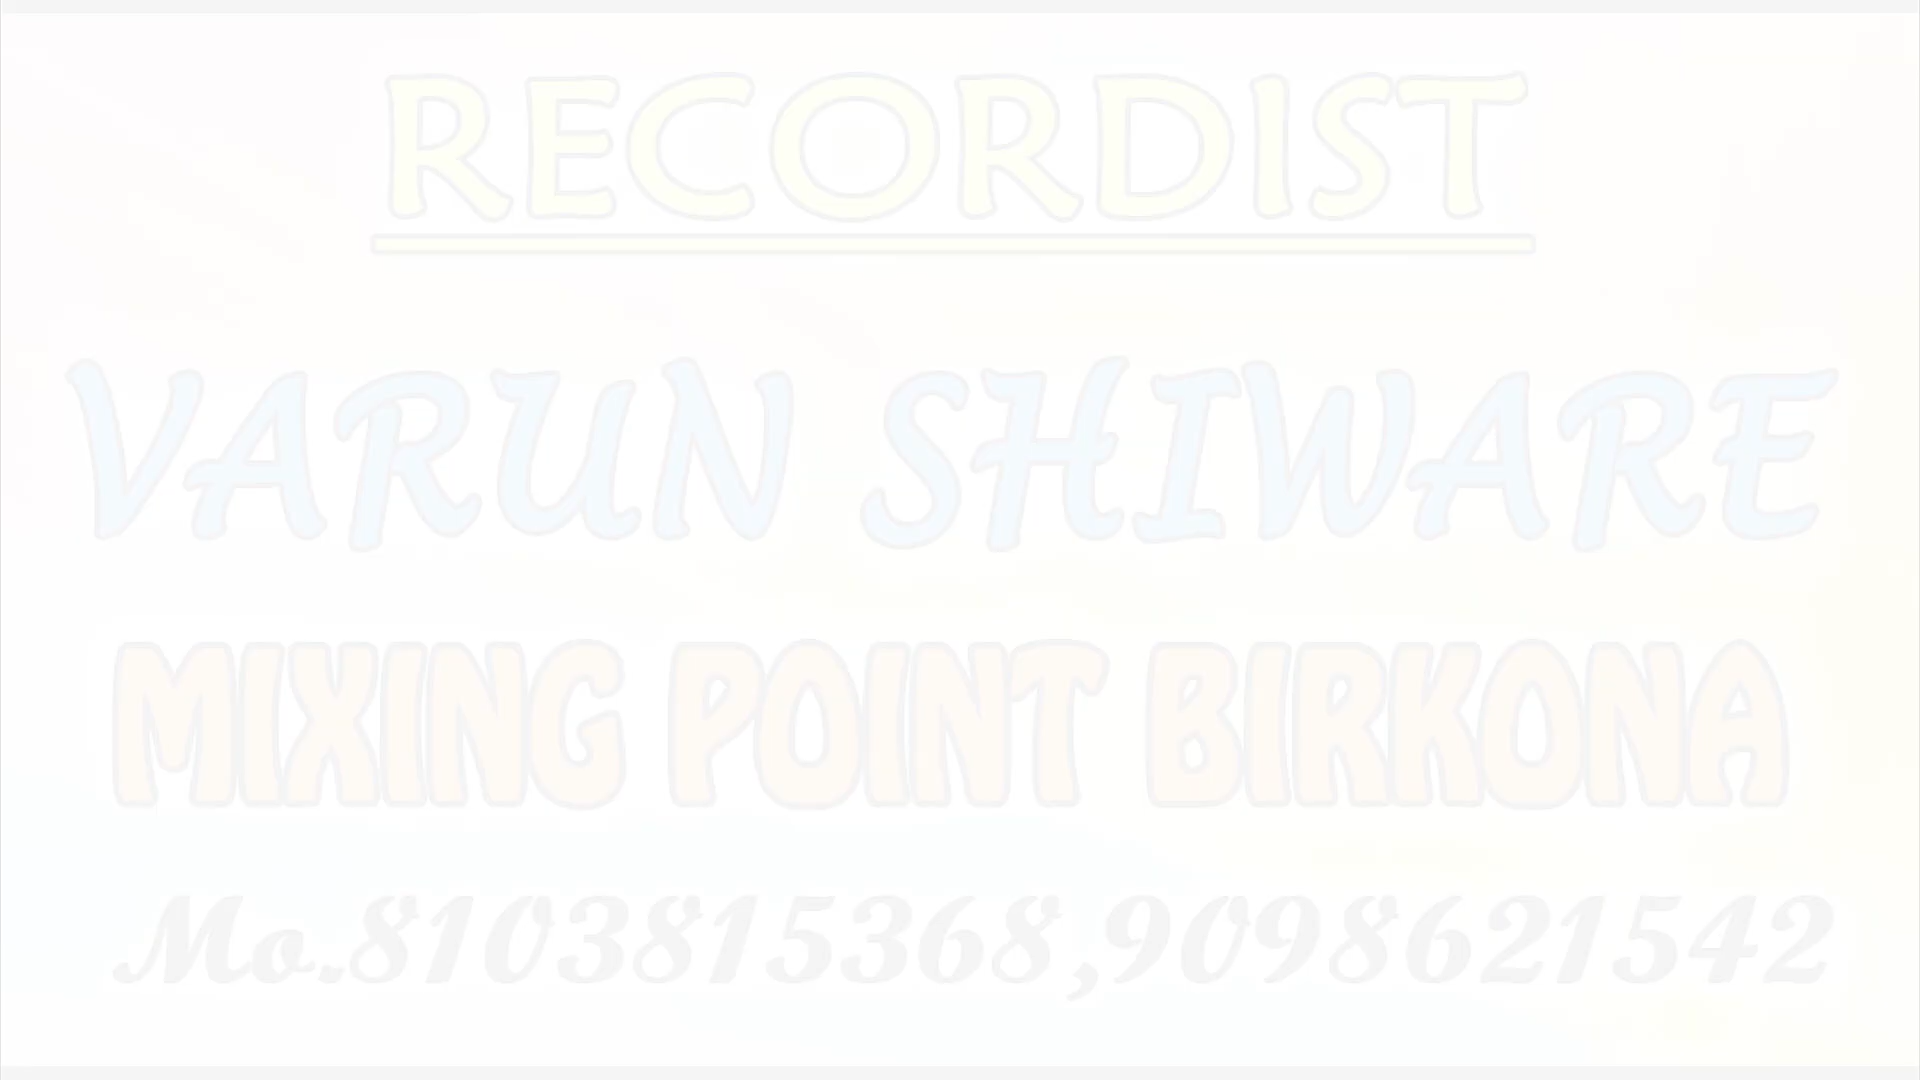 RECORDIST
VARUN SHIWARE
MIXING POINT BIRKONA
Mo.8103815368,9098621542